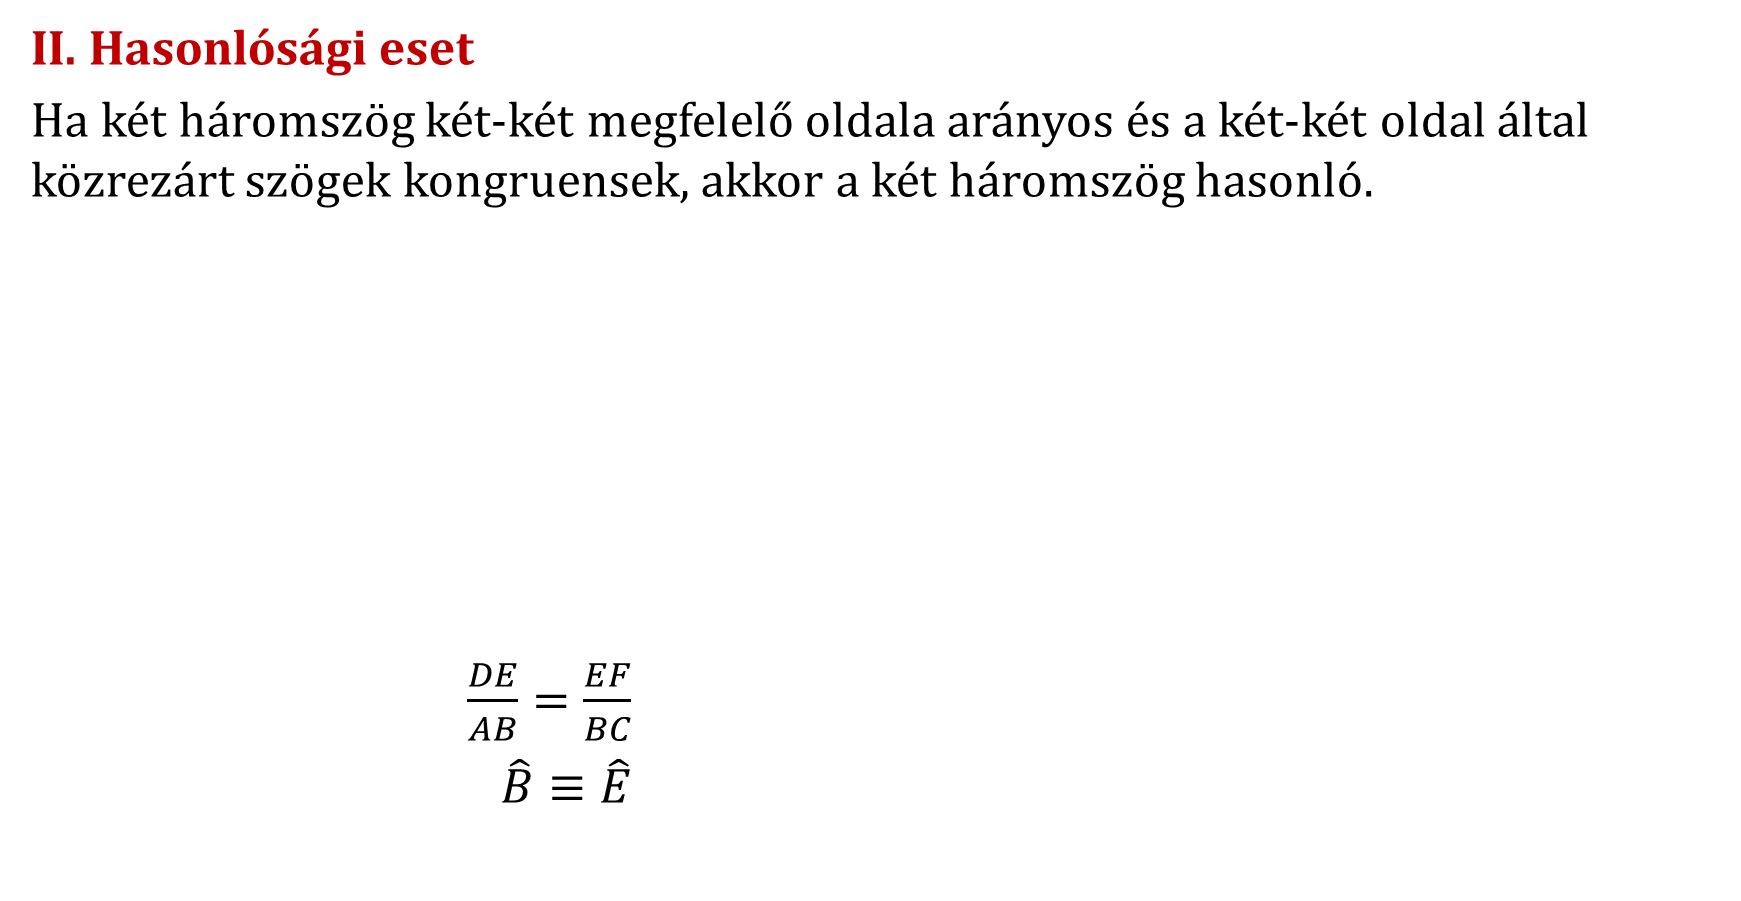 II. Hasonlósági eset
Ha két háromszög két-két megfelelő oldala arányos és a két-két oldal által
közrezárt szögek kongruensek, akkor a két háromszög hasonló.
DE/AB = EF/BC
B̂ ≡ Ê